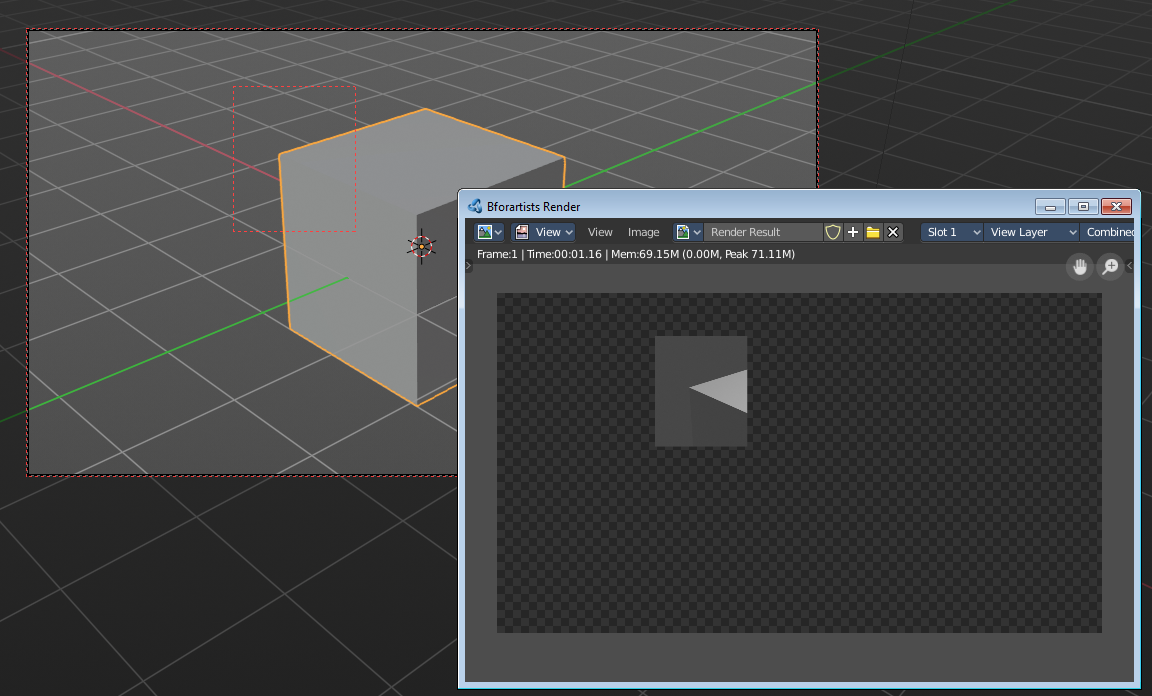 Bforartists Render
View View Image Render Result Slot 1 View Layer Combined
Frame:1 | Time:00:01.16 | Mem:69.15M (0.00M, Peak 71.11M)